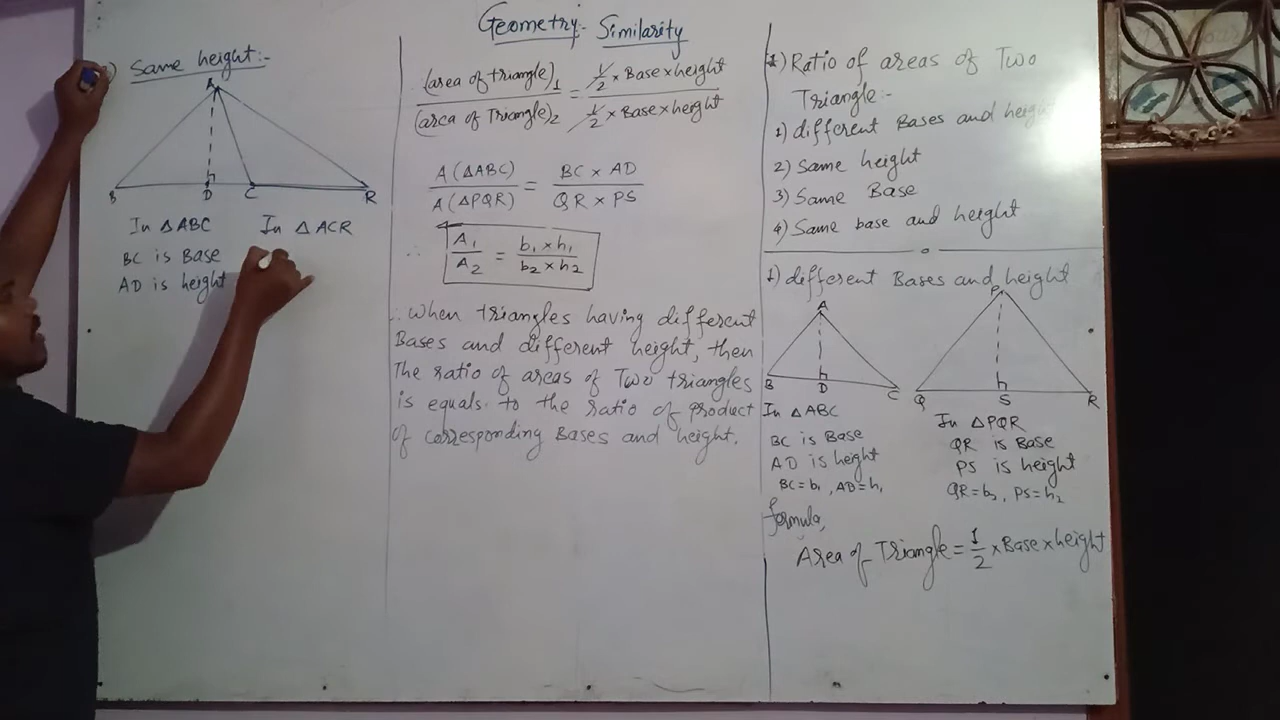 Geometry:- Similarity
) Same height:-
A
B D C R
In △ABC In △ACR
BC is Base
AD is height
(area of triangle)1 / (area of Triangle)2 = 1/2 × Base × height / 1/2 × Base × height
A(△ABC) / A(△PQR) = BC × AD / QR × PS
∴ A1 / A2 = b1 × h1 / b2 × h2
∴ When triangles having different
Bases and different height, then
The ratio of areas of Two triangles
is equals to the ratio of product
of corresponding Bases and height.
1) Ratio of areas of Two
Triangle:-
1) different Bases and height
2) Same height
3) Same Base
4) Same base and height
1) different Bases and height
A P
B D C Q S R
In △ABC In △PQR
BC is Base QR is Base
AD is height PS is height
BC=b1, AD=h1 QR=b2, PS=h2
formula,
Area of Triangle = 1/2 × Base × height